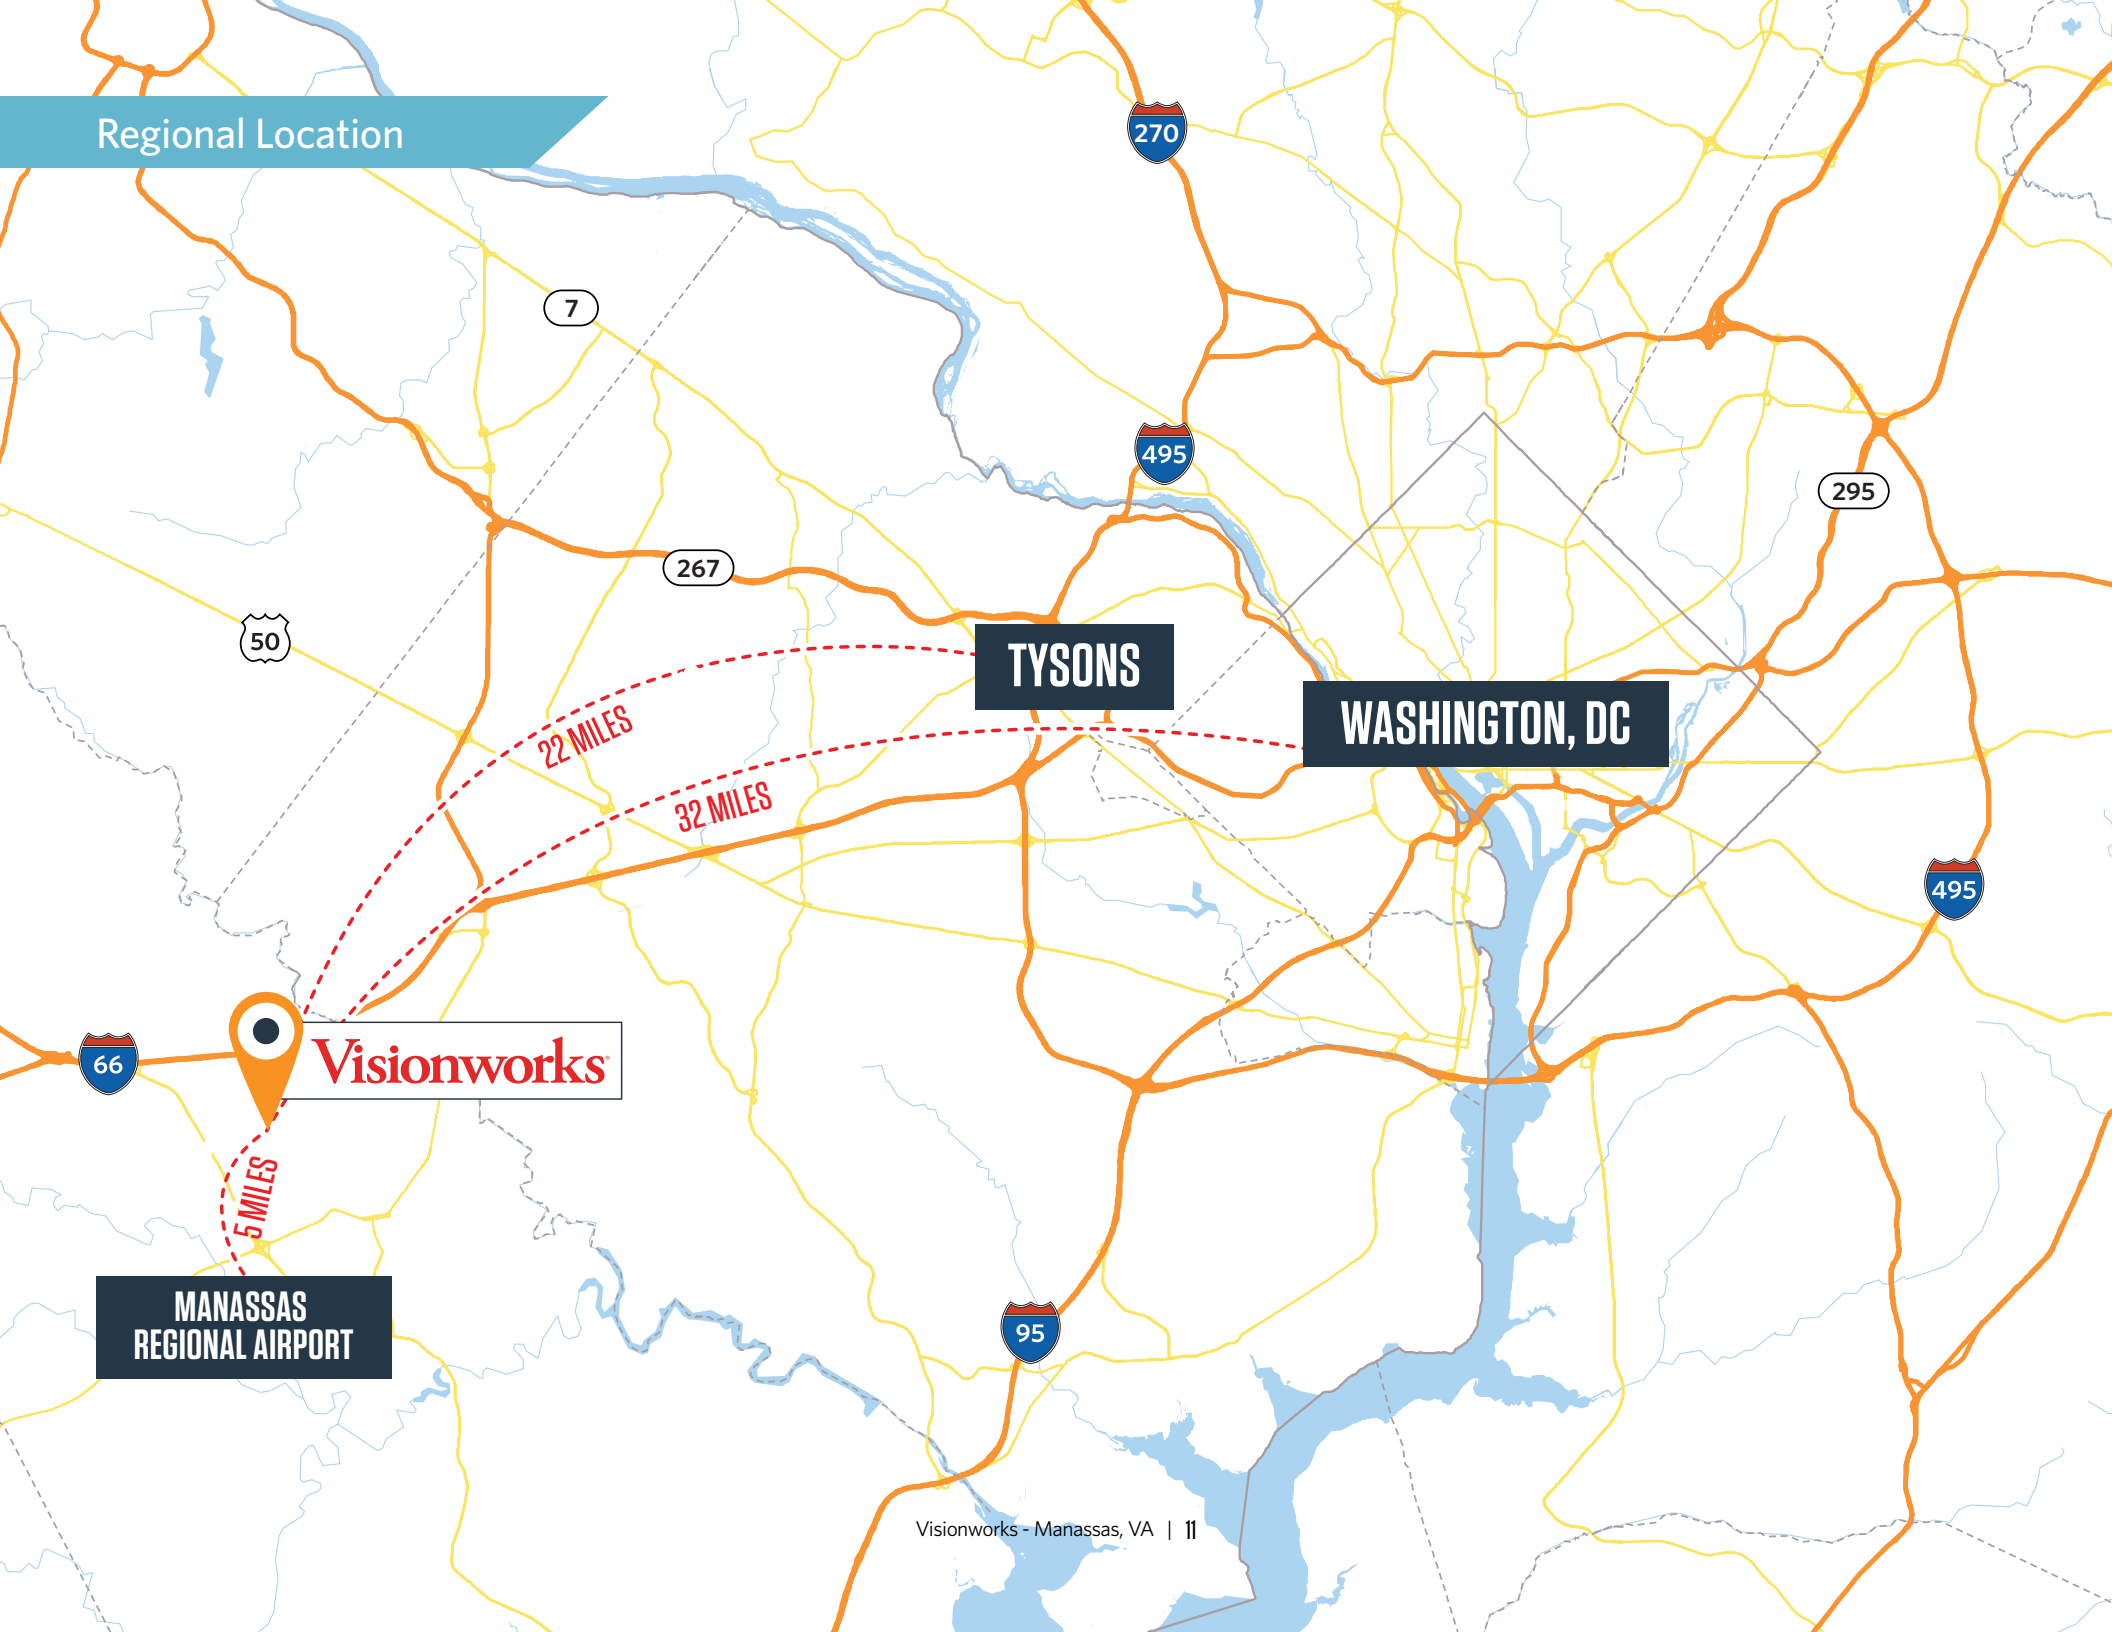 Regional Location
270
7
495
295
267
50
TYSONS
WASHINGTON, DC
22 MILES
32 MILES
495
Visionworks
66
5 MILES
MANASSAS
REGIONAL AIRPORT
95
Visionworks - Manassas, VA | 11